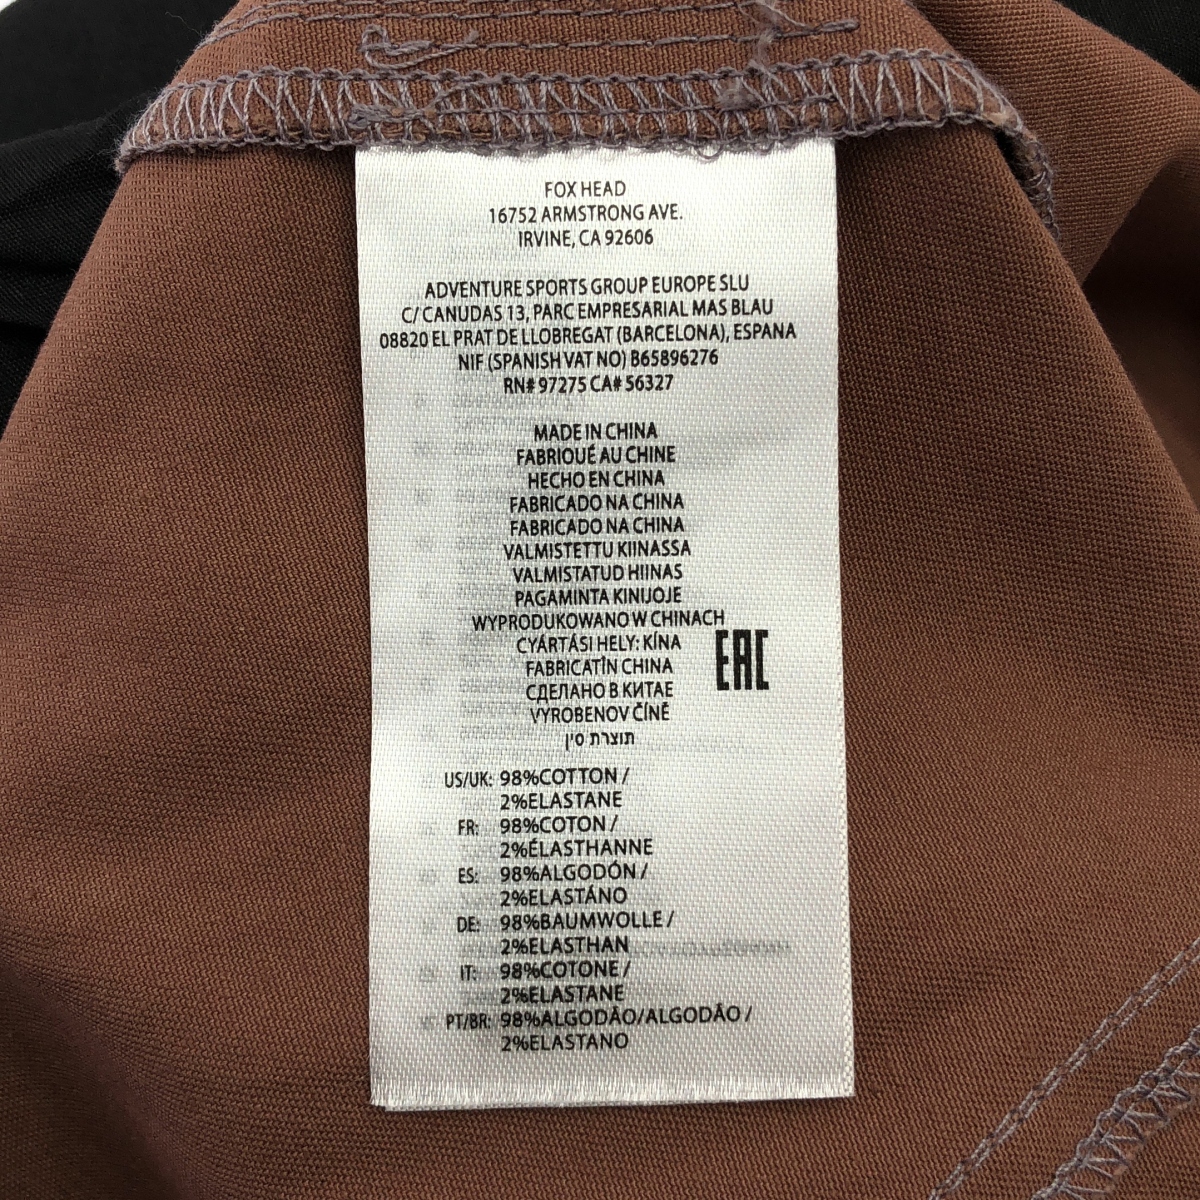 FOX HEAD
16752 ARMSTRONG AVE.
IRVINE, CA 92606
ADVENTURE SPORTS GROUP EUROPE SLU
C/ CANUDAS 13, PARC EMPRESARIAL MAS BLAU
08820 EL PRAT DE LLOBREGAT (BARCELONA), ESPANA
NIF (SPANISH VAT NO) B65896276
RN# 97275 CA# 56327
MADE IN CHINA
FABRIOUÉ AU CHINE
HECHO EN CHINA
FABRICADO NA CHINA
FABRICADO NA CHINA
VALMISTETTU KIINASSA
VALMISTATUD HIINAS
PAGAMINTA KINIJOJE
WYPRODUKOWANO W CHINACH
CYÁRTÁSI HELY: KÍNA
FABRICATÎN CHINA
СДЕЛАНО В КИТАЕ
VYROBENOV ČÍNĚ
תוצרת סין
EAC
US/UK: 98%COTTON /
2%ELASTANE
FR: 98%COTON /
2%ÉLASTHANNE
ES: 98%ALGODÓN /
2%ELASTÁNO
DE: 98%BAUMWOLLE /
2%ELASTHAN
IT: 98%COTONE /
2%ELASTANE
PT/BR: 98%ALGODÃO/ALGODÃO /
2%ELASTANO